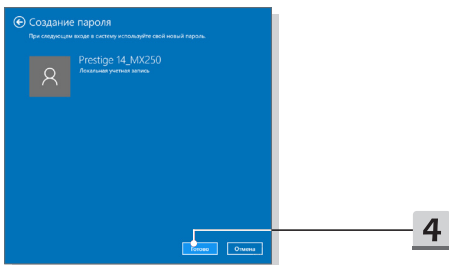 Создание пароля
При следующем входе в систему используйте свой новый пароль.
Prestige 14_MX250
Локальная учетная запись
Готово
Отмена
4